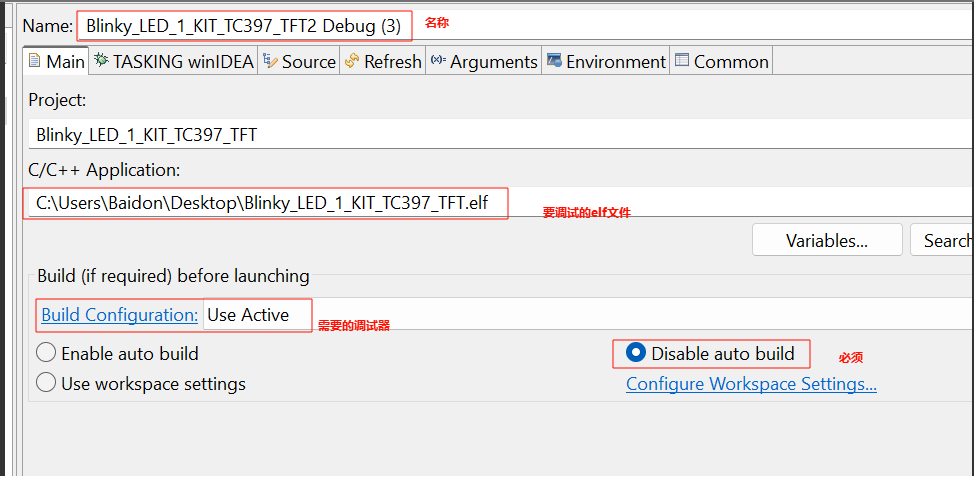 Name: Blinky_LED_1_KIT_TC397_TFT2 Debug (3) 名称
Main TASKING winIDEA Source Refresh (x)= Arguments Environment Common
Project:
Blinky_LED_1_KIT_TC397_TFT
C/C++ Application:
C:\Users\Baidon\Desktop\Blinky_LED_1_KIT_TC397_TFT.elf
要调试的elf文件
Variables... Search
Build (if required) before launching
Build Configuration: Use Active
需要的调试器
Enable auto build Disable auto build 必须
Use workspace settings Configure Workspace Settings...